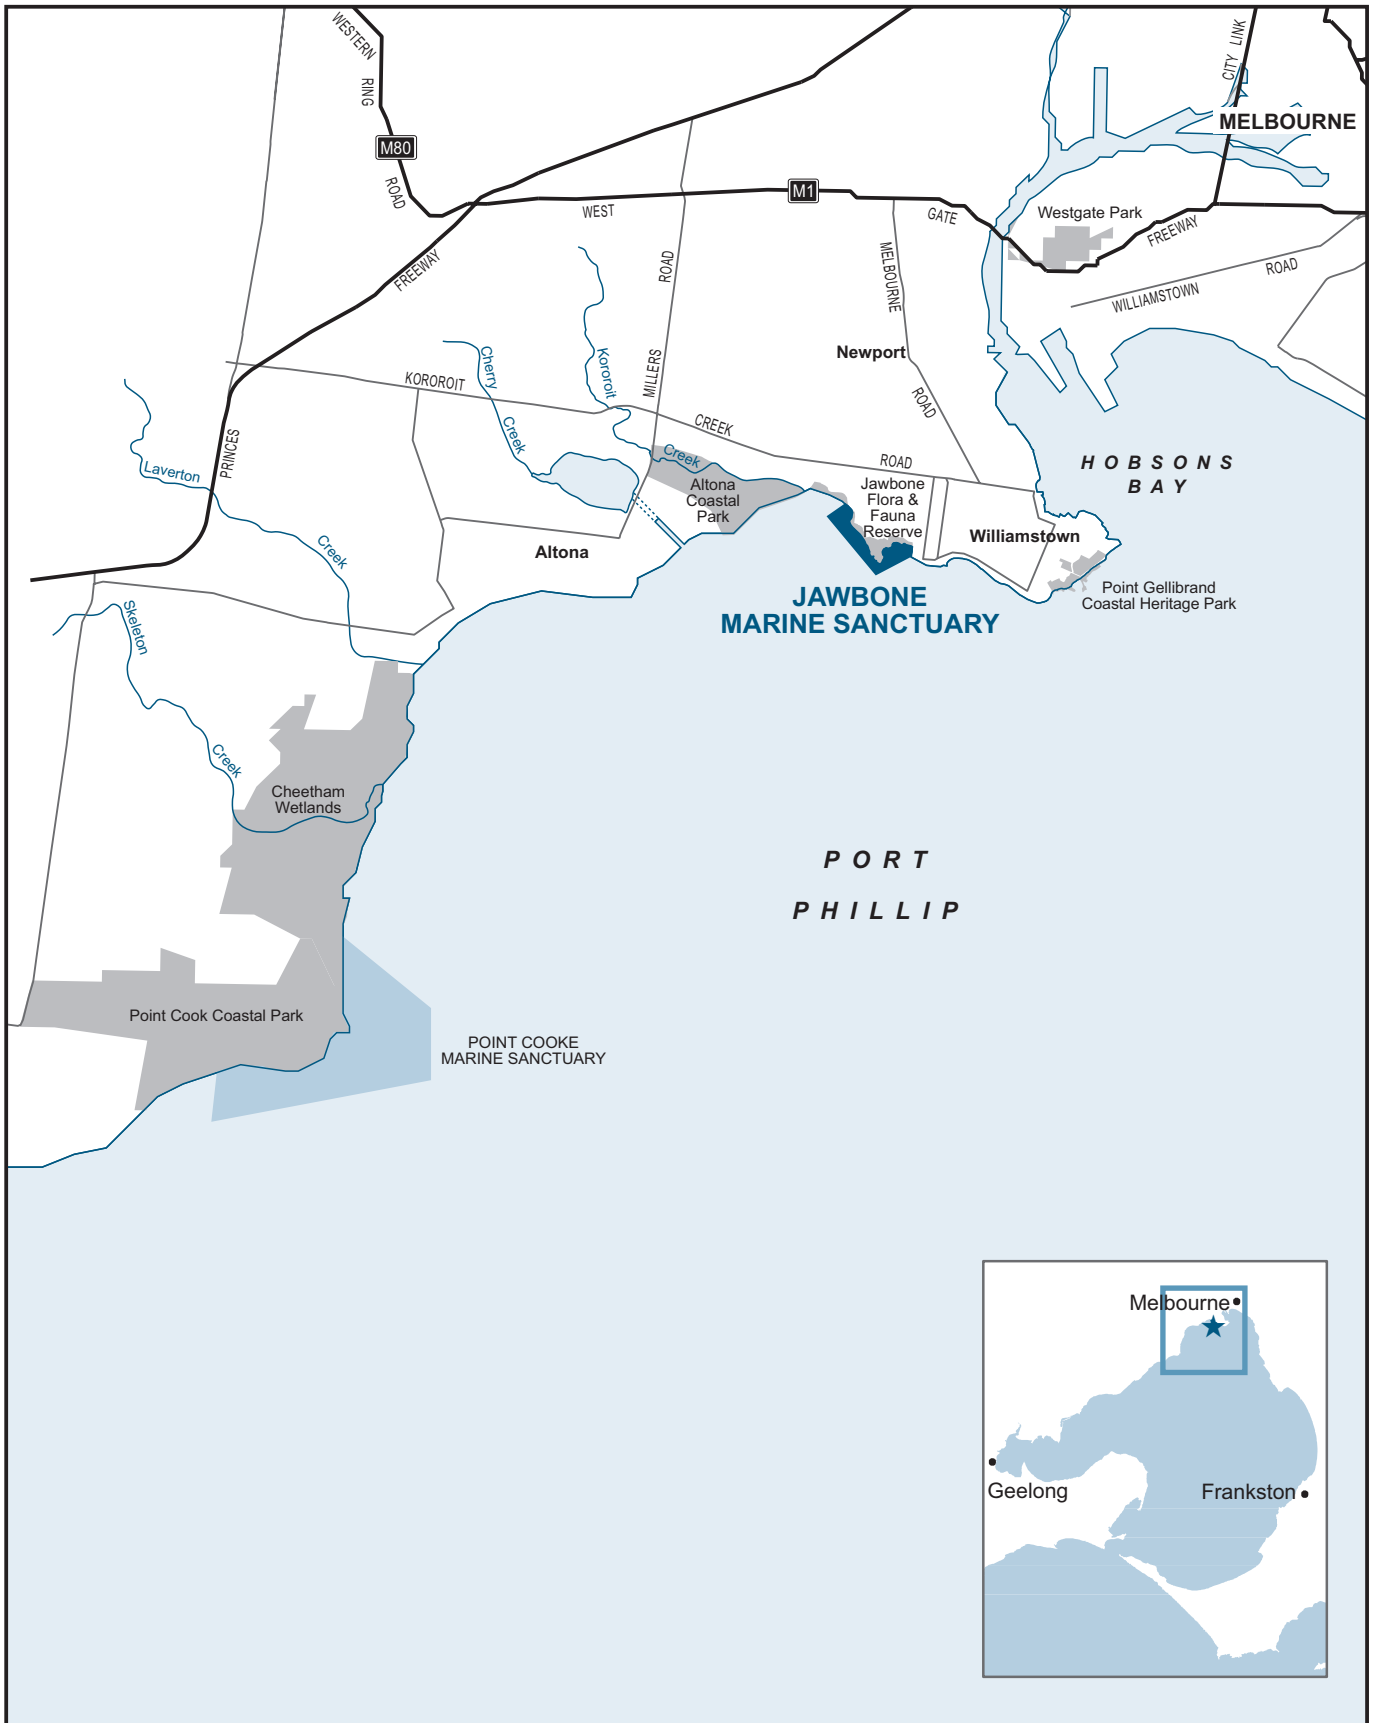 WESTERN
RING
ROAD
M80
CITY LINK
MELBOURNE
M1
WEST
GATE
FREEWAY
Westgate Park
WILLIAMSTOWN
ROAD
FREEWAY
PRINCES
MILLERS
ROAD
MELBOURNE
ROAD
Newport
KOROROIT
CREEK
ROAD
Cherry
Creek
Kororoit
Creek
Laverton
Creek
HOBSONS
BAY
Altona
Coastal
Park
Jawbone
Flora &
Fauna
Reserve
Williamstown
Altona
Point Gellibrand
Coastal Heritage Park
JAWBONE
MARINE SANCTUARY
Skeleton
Creek
Cheetham
Wetlands
PORT
PHILLIP
Point Cook Coastal Park
POINT COOKE
MARINE SANCTUARY
Melbourne
Geelong
Frankston